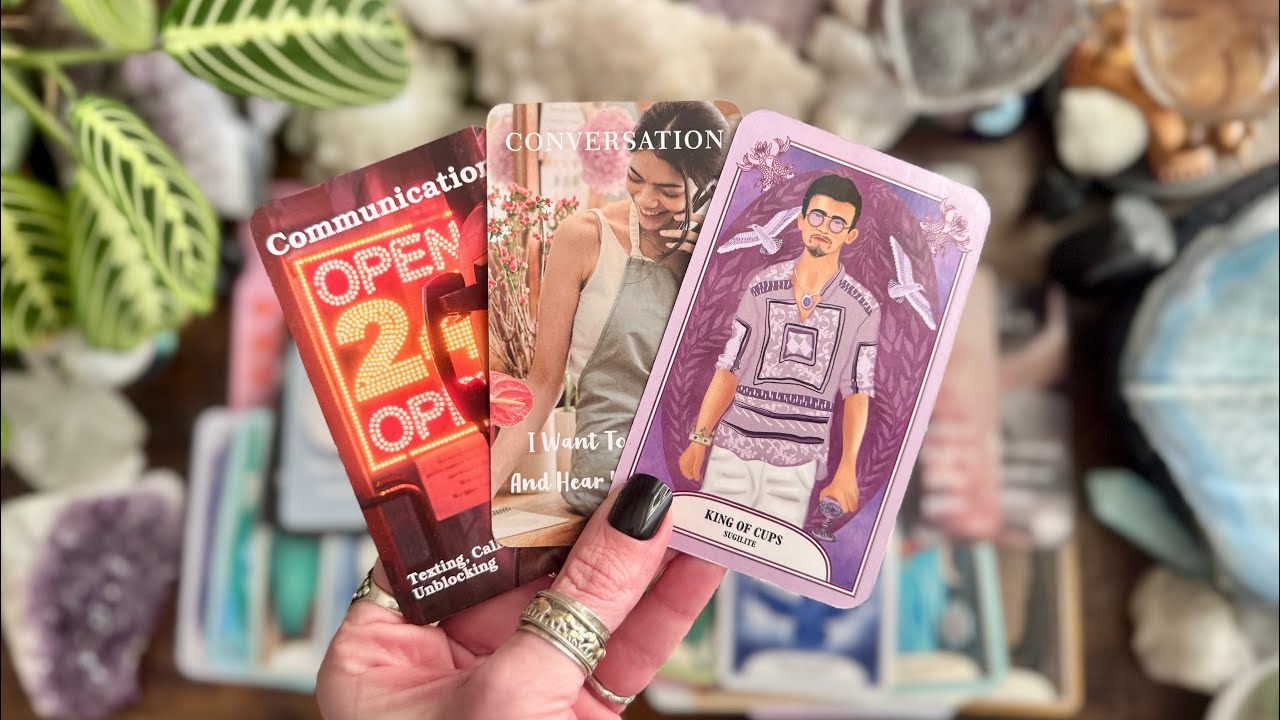 Communication
OPEN
2
OPE
Texting, Cal
Unblocking
CONVERSATION
I Want To
And Hear
KING OF CUPS
SUGILITE